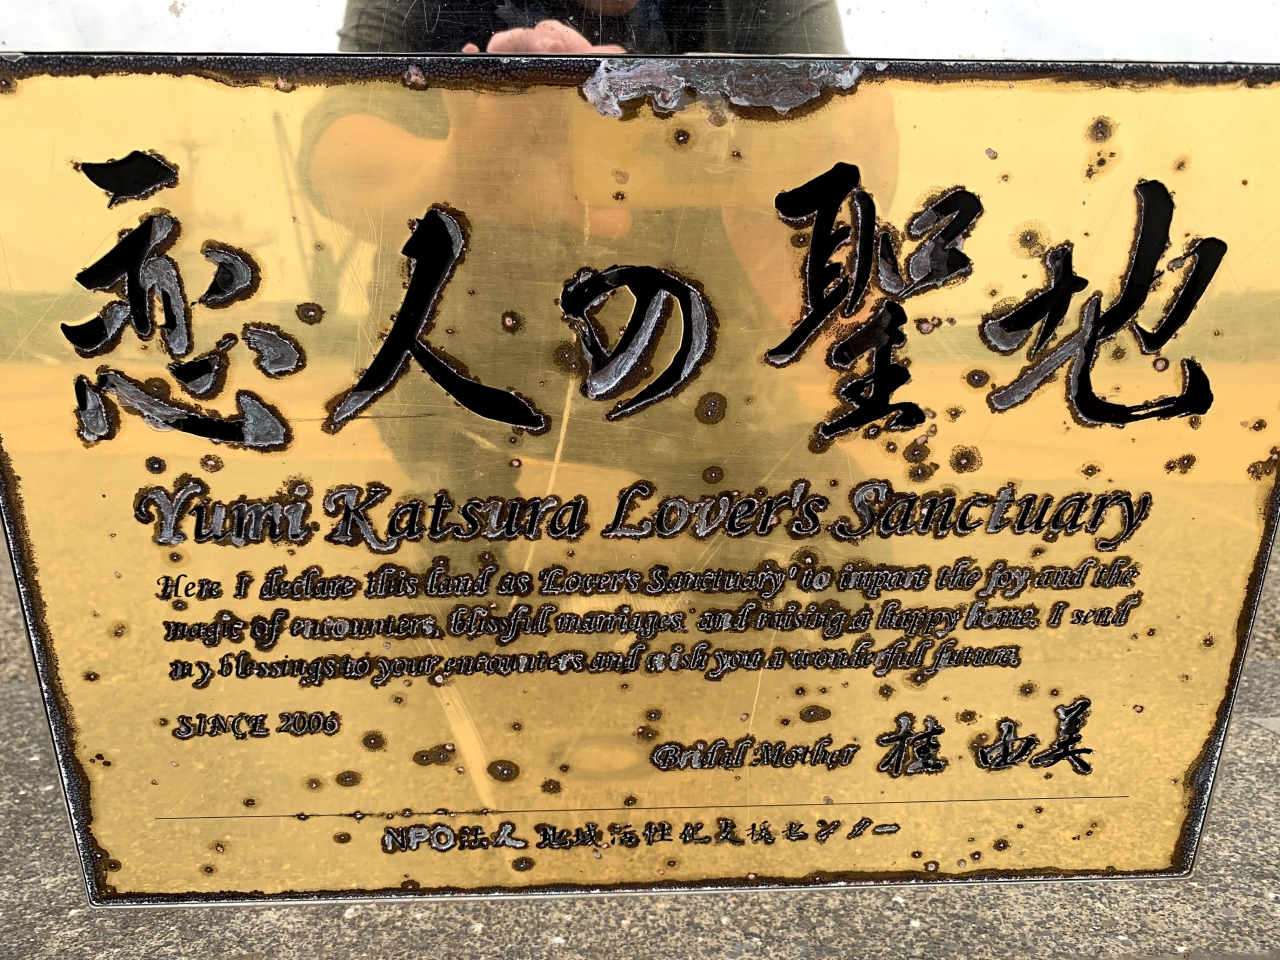 恋人の聖地
Yumi Katsura Lover's Sanctuary
Here I declare this land as 'Lover's Sanctuary' to impart the joy and the
magic of encounters, blissful marriages, and raising a happy home. I send
my blessings to your encounters and wish you a wonderful future.
SINCE 2006
Bridal Mother 桂 由美
NPO法人 地域活性化支援センター